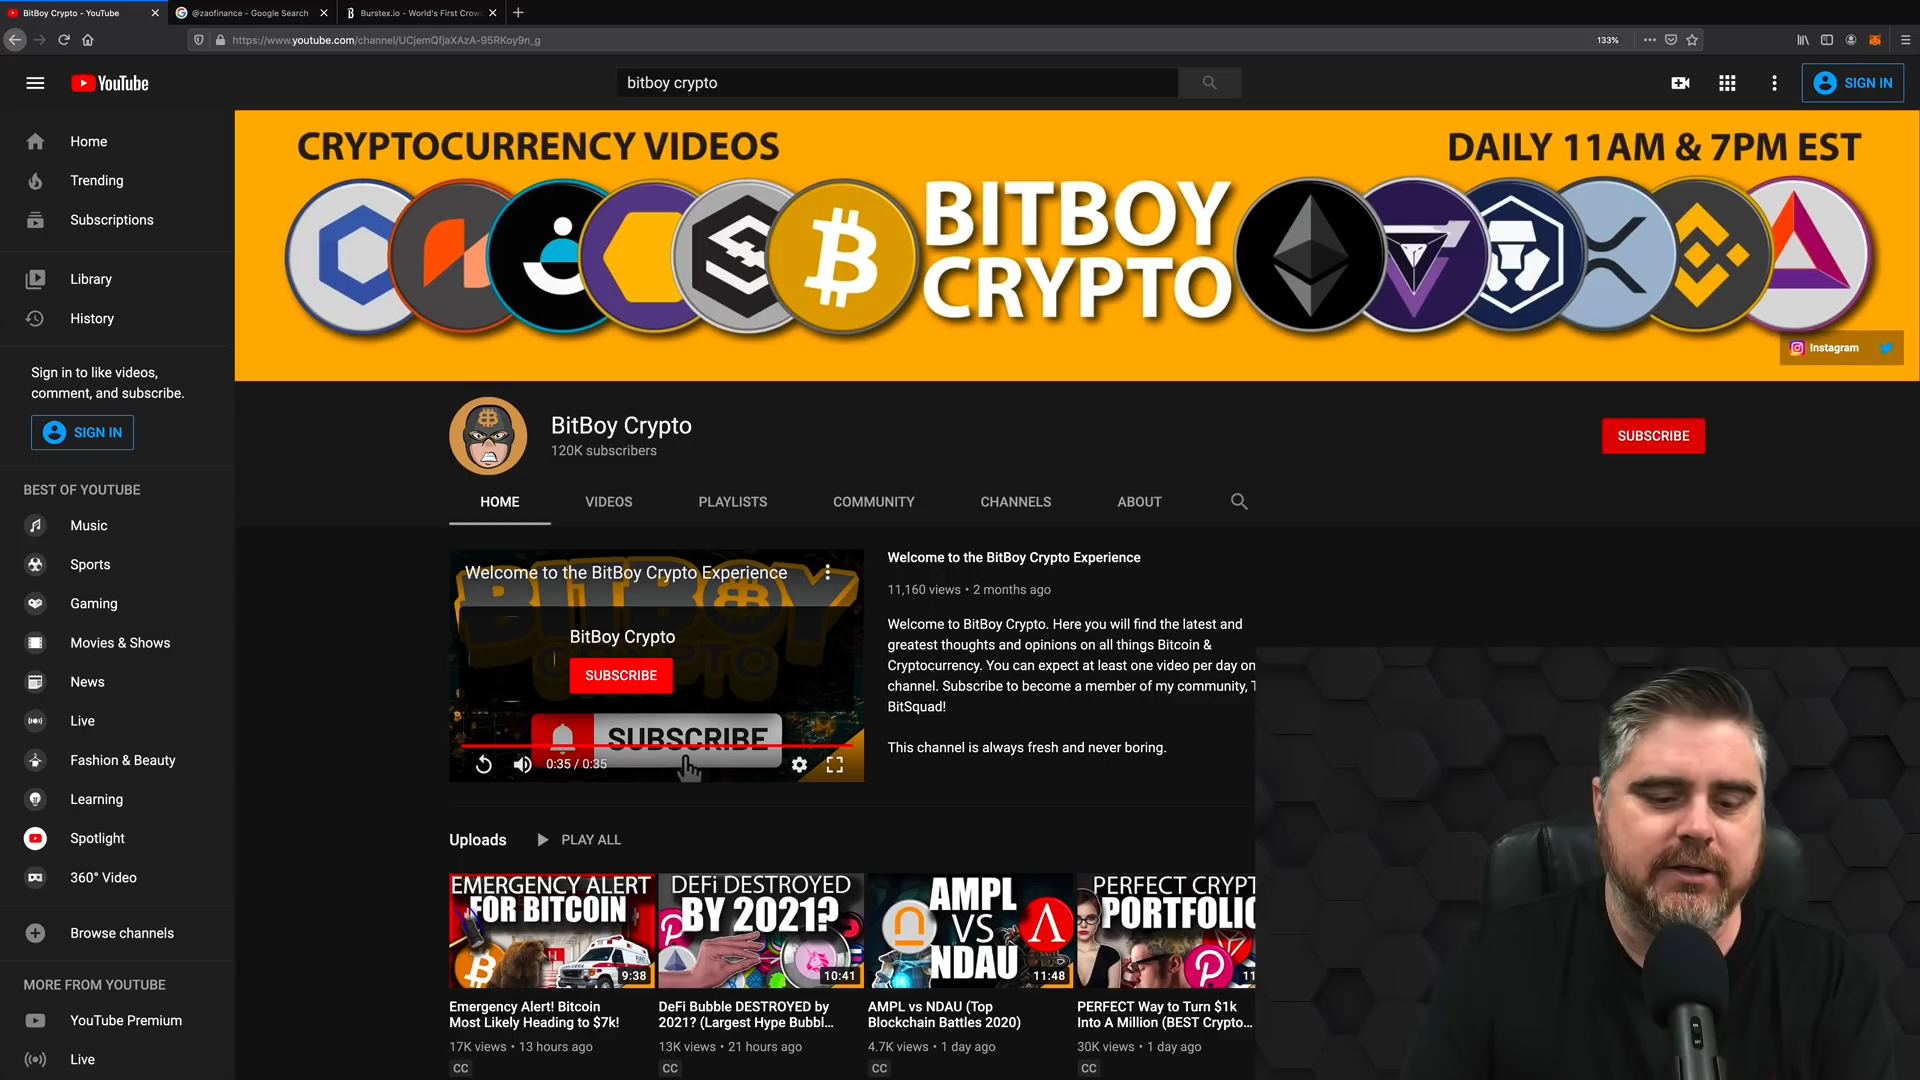 BitBoy Crypto - YouTube
@zaofinance - Google Search
Burstex.io - World's First Crow
https://www.youtube.com/channel/UCjemQfjaXAzA-95RKoy9n_g
133%
YouTube
bitboy crypto
SIGN IN
Home
Trending
Subscriptions
Library
History
Sign in to like videos,
comment, and subscribe.
SIGN IN
BEST OF YOUTUBE
Music
Sports
Gaming
Movies & Shows
News
Live
Fashion & Beauty
Learning
Spotlight
360° Video
Browse channels
MORE FROM YOUTUBE
YouTube Premium
Live
CRYPTOCURRENCY VIDEOS
DAILY 11AM & 7PM EST
BITBOY
CRYPTO
Instagram
BitBoy Crypto
120K subscribers
SUBSCRIBE
HOME
VIDEOS
PLAYLISTS
COMMUNITY
CHANNELS
ABOUT
Welcome to the BitBoy Crypto Experience
BITBOY
BitBoy Crypto
CRYPTO
SUBSCRIBE
SUBSCRIBE
0:35 / 0:35
Welcome to the BitBoy Crypto Experience
11,160 views • 2 months ago
Welcome to BitBoy Crypto. Here you will find the latest and
greatest thoughts and opinions on all things Bitcoin &
Cryptocurrency. You can expect at least one video per day on
channel. Subscribe to become a member of my community, T
BitSquad!
This channel is always fresh and never boring.
Uploads
PLAY ALL
EMERGENCY ALERT
FOR BITCOIN
9:38
Emergency Alert! Bitcoin
Most Likely Heading to $7k!
17K views • 13 hours ago
CC
DEFi DESTROYED
BY 2021?
10:41
DeFi Bubble DESTROYED by
2021? (Largest Hype Bubbl...
13K views • 21 hours ago
CC
AMPL
VS
NDAU
11:48
AMPL vs NDAU (Top
Blockchain Battles 2020)
4.7K views • 1 day ago
CC
PERFECT CRYPT
PORTFOLIO
11
PERFECT Way to Turn $1k
Into A Million (BEST Crypto...
30K views • 1 day ago
CC